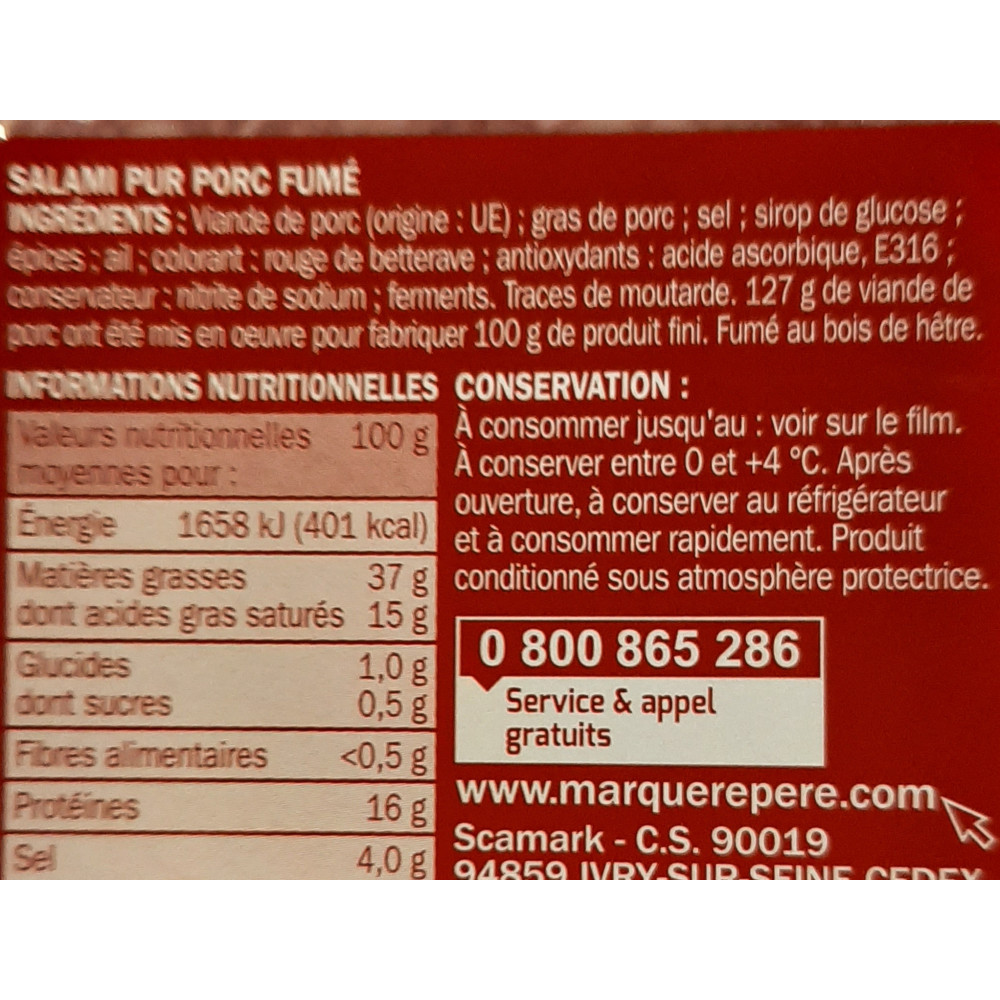 SALAMI PUR PORC FUMÉ
INGRÉDIENTS : Viande de porc (origine : UE) ; gras de porc ; sel ; sirop de glucose ;
épices ; ail ; colorant : rouge de betterave ; antioxydants : acide ascorbique, E316 ;
conservateur : nitrite de sodium ; ferments. Traces de moutarde. 127 g de viande de
porc ont été mis en oeuvre pour fabriquer 100 g de produit fini. Fumé au bois de hêtre.
INFORMATIONS NUTRITIONNELLES
Valeurs nutritionnelles 100 g
moyennes pour :
Énergie 1658 kJ (401 kcal)
Matières grasses 37 g
dont acides gras saturés 15 g
Glucides 1,0 g
dont sucres 0,5 g
Fibres alimentaires <0,5 g
Protéines 16 g
Sel 4,0 g
CONSERVATION :
À consommer jusqu'au : voir sur le film.
À conserver entre 0 et +4 °C. Après
ouverture, à conserver au réfrigérateur
et à consommer rapidement. Produit
conditionné sous atmosphère protectrice.
0 800 865 286
Service & appel
gratuits
www.marquerepere.com
Scamark - C.S. 90019
94859 IVRY-SUR-SEINE CEDEX